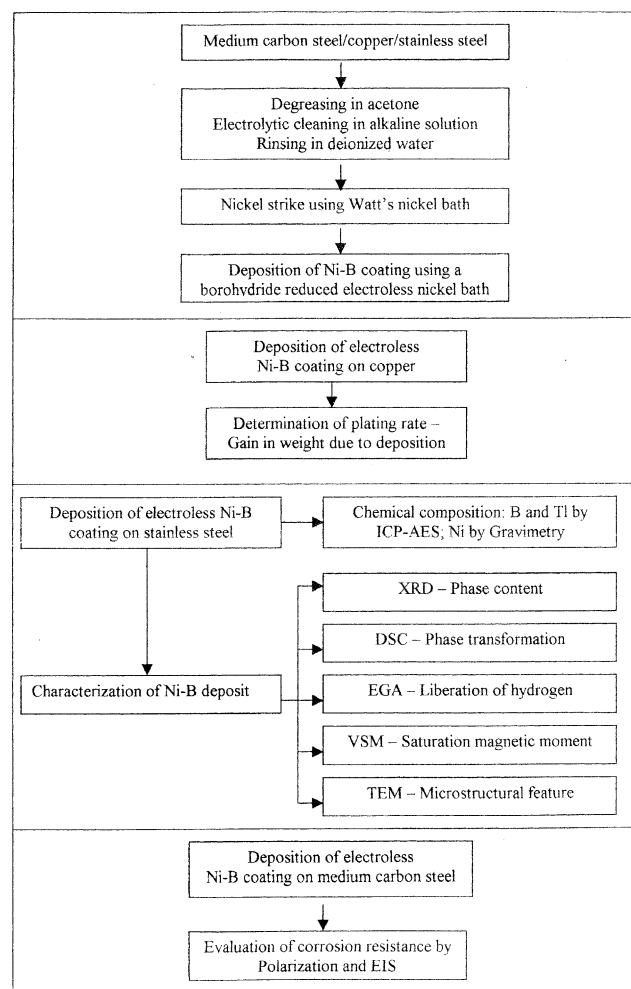 Medium carbon steel/copper/stainless steel
Degreasing in acetone
Electrolytic cleaning in alkaline solution
Rinsing in deionized water
Nickel strike using Watt's nickel bath
Deposition of Ni-B coating using a
borohydride reduced electroless nickel bath
Deposition of electroless
Ni-B coating on copper
Determination of plating rate –
Gain in weight due to deposition
Deposition of electroless Ni-B
coating on stainless steel
Chemical composition: B and Tl by
ICP-AES; Ni by Gravimetry
XRD – Phase content
DSC – Phase transformation
Characterization of Ni-B deposit
EGA – Liberation of hydrogen
VSM – Saturation magnetic moment
TEM – Microstructural feature
Deposition of electroless
Ni-B coating on medium carbon steel
Evaluation of corrosion resistance by
Polarization and EIS